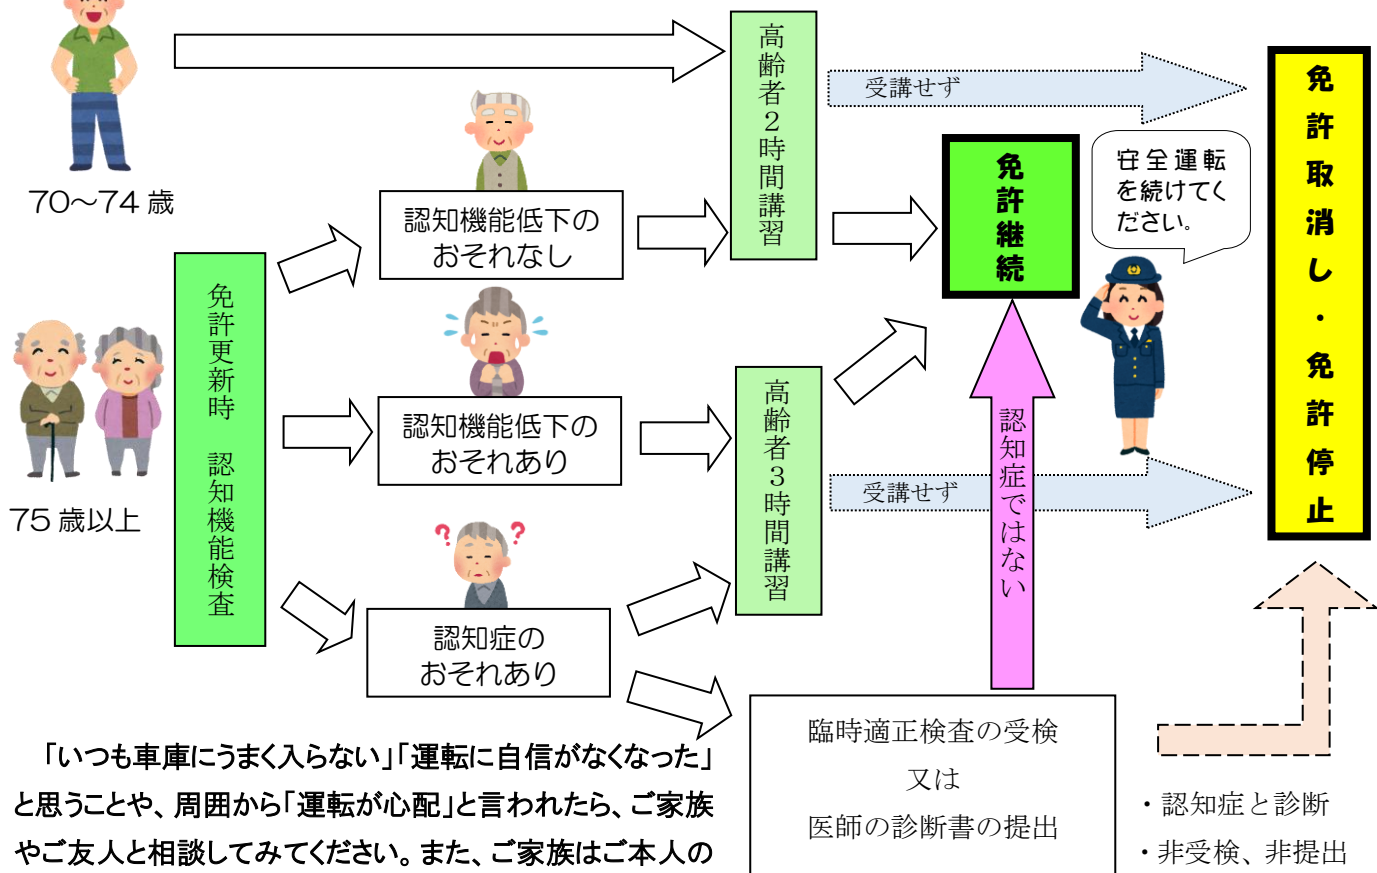 70～74 歳
高齢者２時間講習
受講せず
免許取消し・免許停止
認知機能低下の
おそれなし
免許継続
安全運転
を続けてく
ださい。
75 歳以上
免許更新時　認知機能検査
認知機能低下の
おそれあり
高齢者３時間講習
受講せず
認知症ではない
?
?
認知症の
おそれあり
臨時適正検査の受検
又は
医師の診断書の提出
・認知症と診断
・非受検、非提出
「いつも車庫にうまく入らない」「運転に自信がなくなった」
と思うことや、周囲から「運転が心配」と言われたら、ご家族
やご友人と相談してみてください。また、ご家族はご本人の